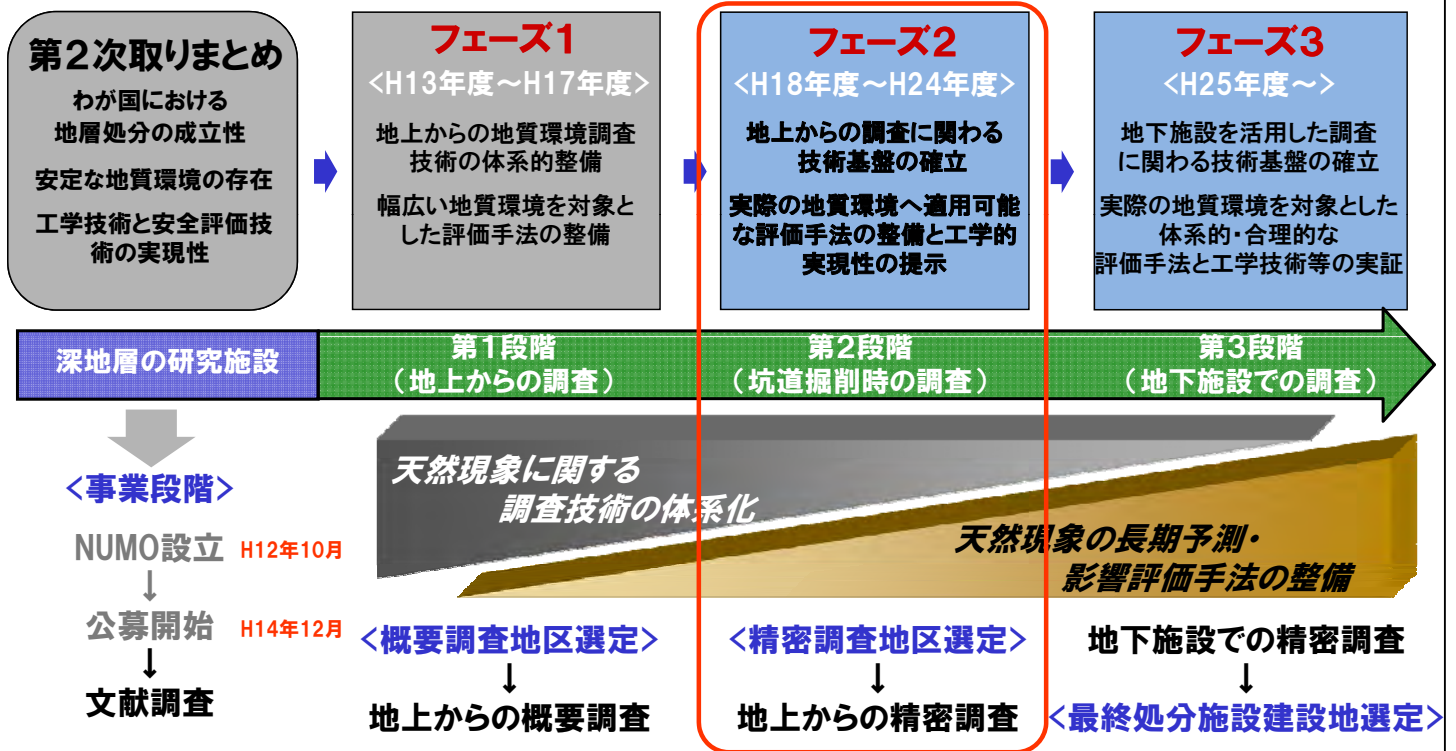 第2次取りまとめ
わが国における
地層処分の成立性
安定な地質環境の存在
工学技術と安全評価技
術の実現性
フェーズ1
<H13年度～H17年度>
地上からの地質環境調査
技術の体系的整備
幅広い地質環境を対象と
した評価手法の整備
フェーズ2
<H18年度～H24年度>
地上からの調査に関わる
技術基盤の確立
実際の地質環境へ適用可能
な評価手法の整備と工学的
実現性の提示
フェーズ3
<H25年度～>
地下施設を活用した調査
に関わる技術基盤の確立
実際の地質環境を対象とした
体系的・合理的な
評価手法と工学技術等の実証
深地層の研究施設
第1段階
（地上からの調査）
第2段階
（坑道掘削時の調査）
第3段階
（地下施設での調査）
天然現象に関する
調査技術の体系化
天然現象の長期予測・
影響評価手法の整備
<事業段階>
NUMO設立 H12年10月
↓
公募開始 H14年12月
↓
文献調査
<概要調査地区選定>
↓
地上からの概要調査
<精密調査地区選定>
↓
地上からの精密調査
地下施設での精密調査
↓
<最終処分施設建設地選定>